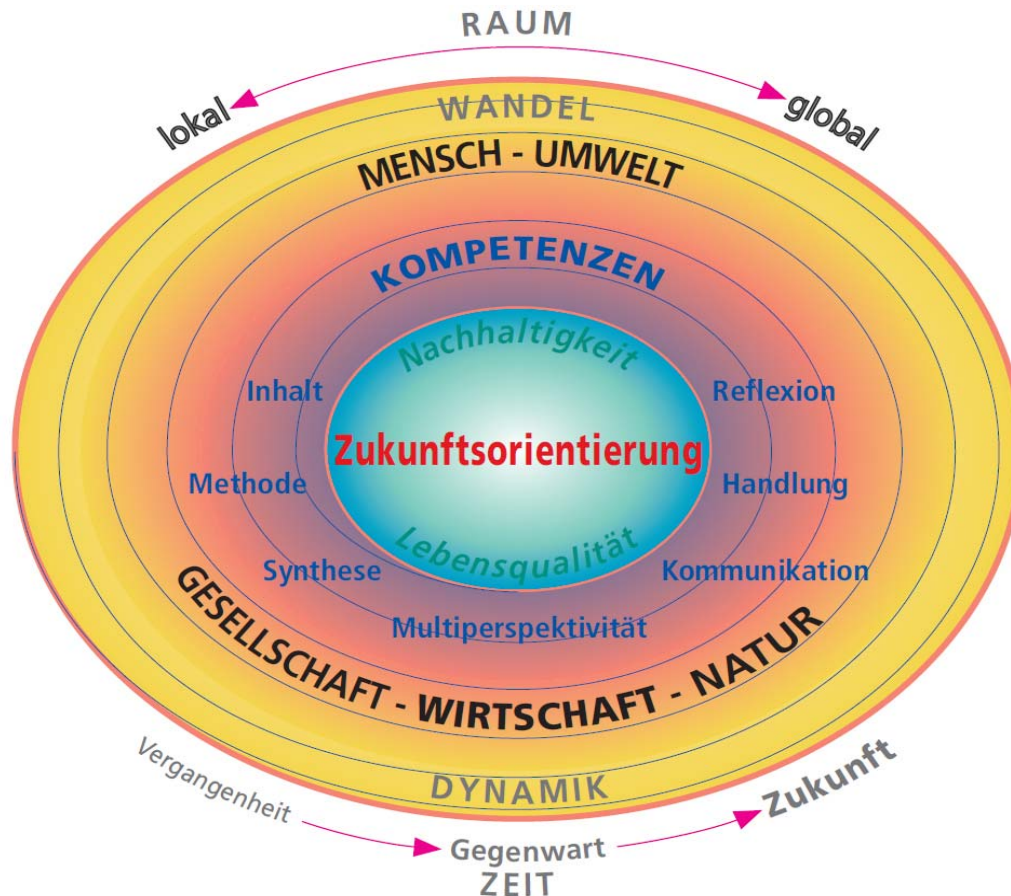 RAUM
lokal
global
WANDEL
MENSCH - UMWELT
KOMPETENZEN
Nachhaltigkeit
Inhalt
Reflexion
Zukunftsorientierung
Methode
Handlung
Lebensqualität
Synthese
Kommunikation
Multiperspektivität
GESELLSCHAFT - WIRTSCHAFT - NATUR
DYNAMIK
Vergangenheit
Gegenwart
Zukunft
ZEIT